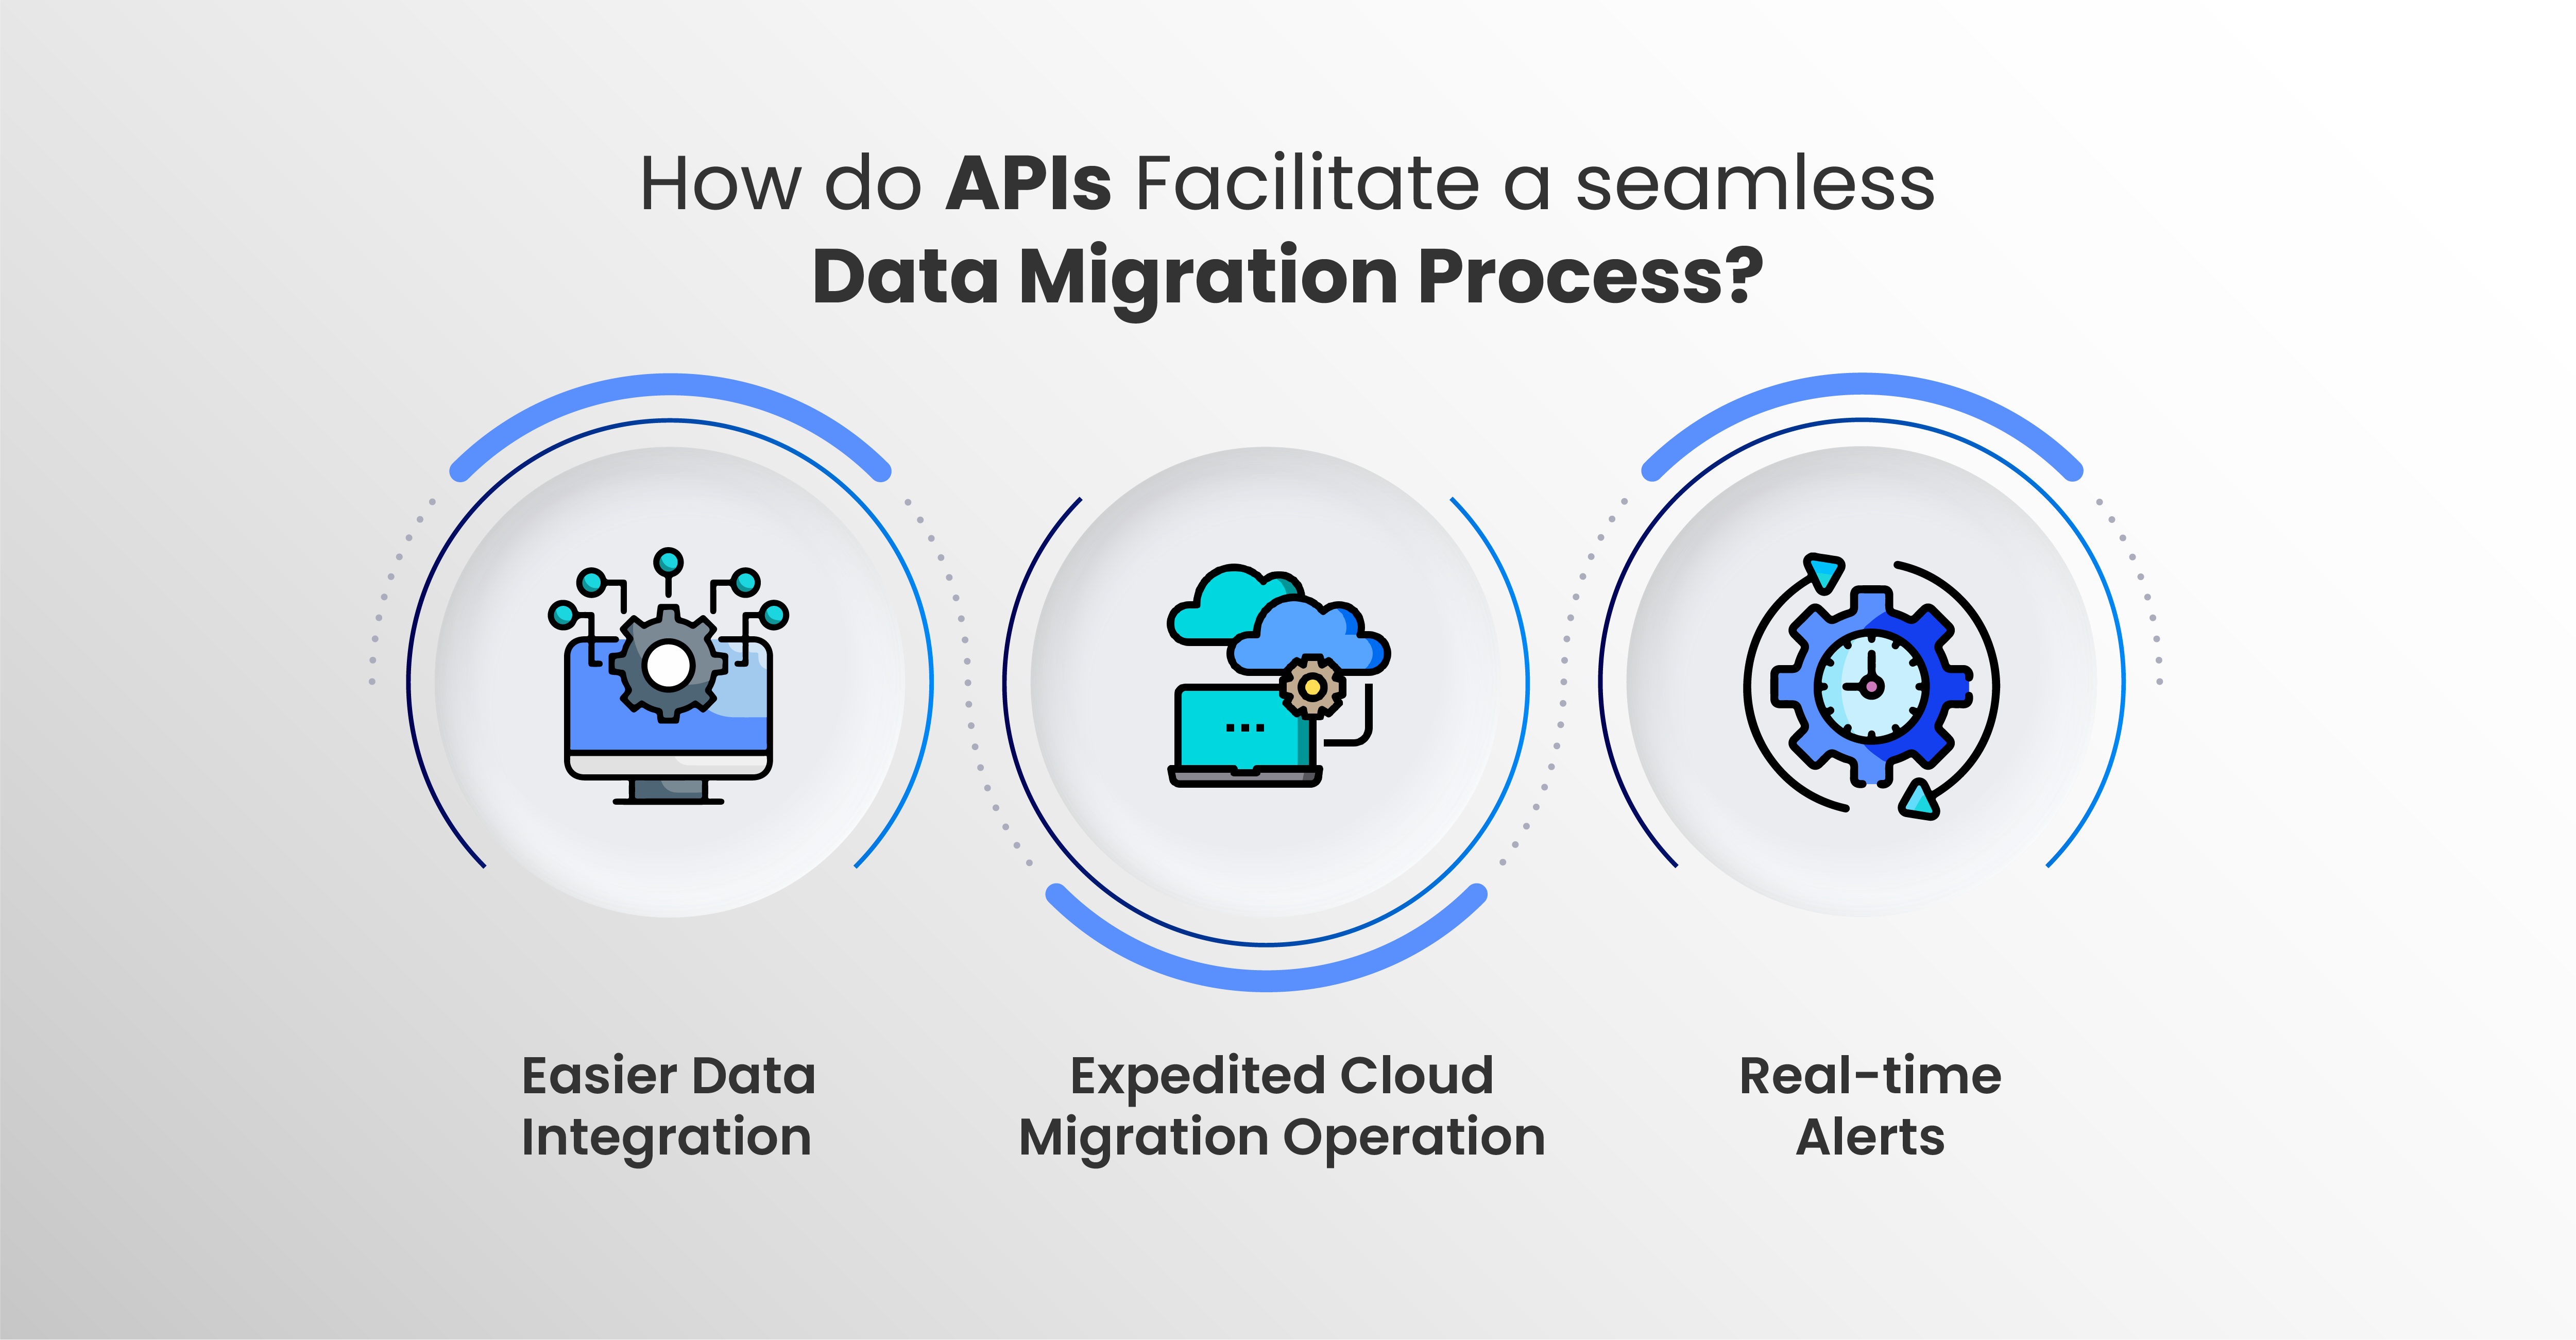 How do APIs Facilitate a seamless
Data Migration Process?
Easier Data
Integration
Expedited Cloud
Migration Operation
Real-time
Alerts